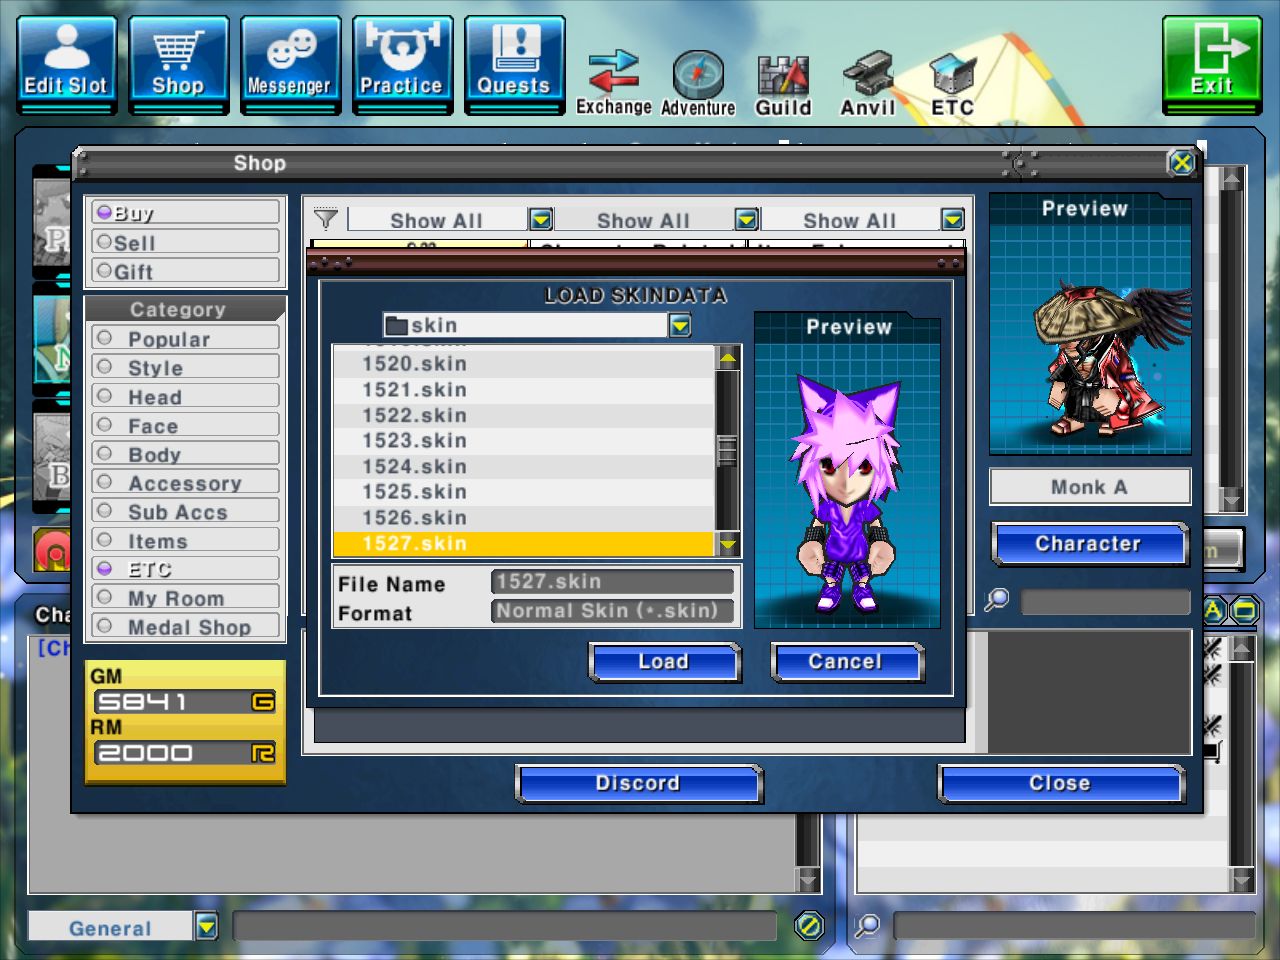 Edit Slot
Shop
Messenger
Practice
Quests
Exchange
Adventure
Guild
Anvil
ETC
Exit
Shop
Buy
Sell
Gift
Category
Popular
Style
Head
Face
Body
Accessory
Sub Accs
Items
ETC
My Room
Medal Shop
GM
5841 G
RM
2000 R
Show All
Show All
Show All
LOAD SKINDATA
skin
1520.skin
1521.skin
1522.skin
1523.skin
1524.skin
1525.skin
1526.skin
1527.skin
File Name
1527.skin
Format
Normal Skin (*.skin)
Preview
Load
Cancel
Preview
Monk A
Character
Discord
Close
Cha
[Ch
A
General